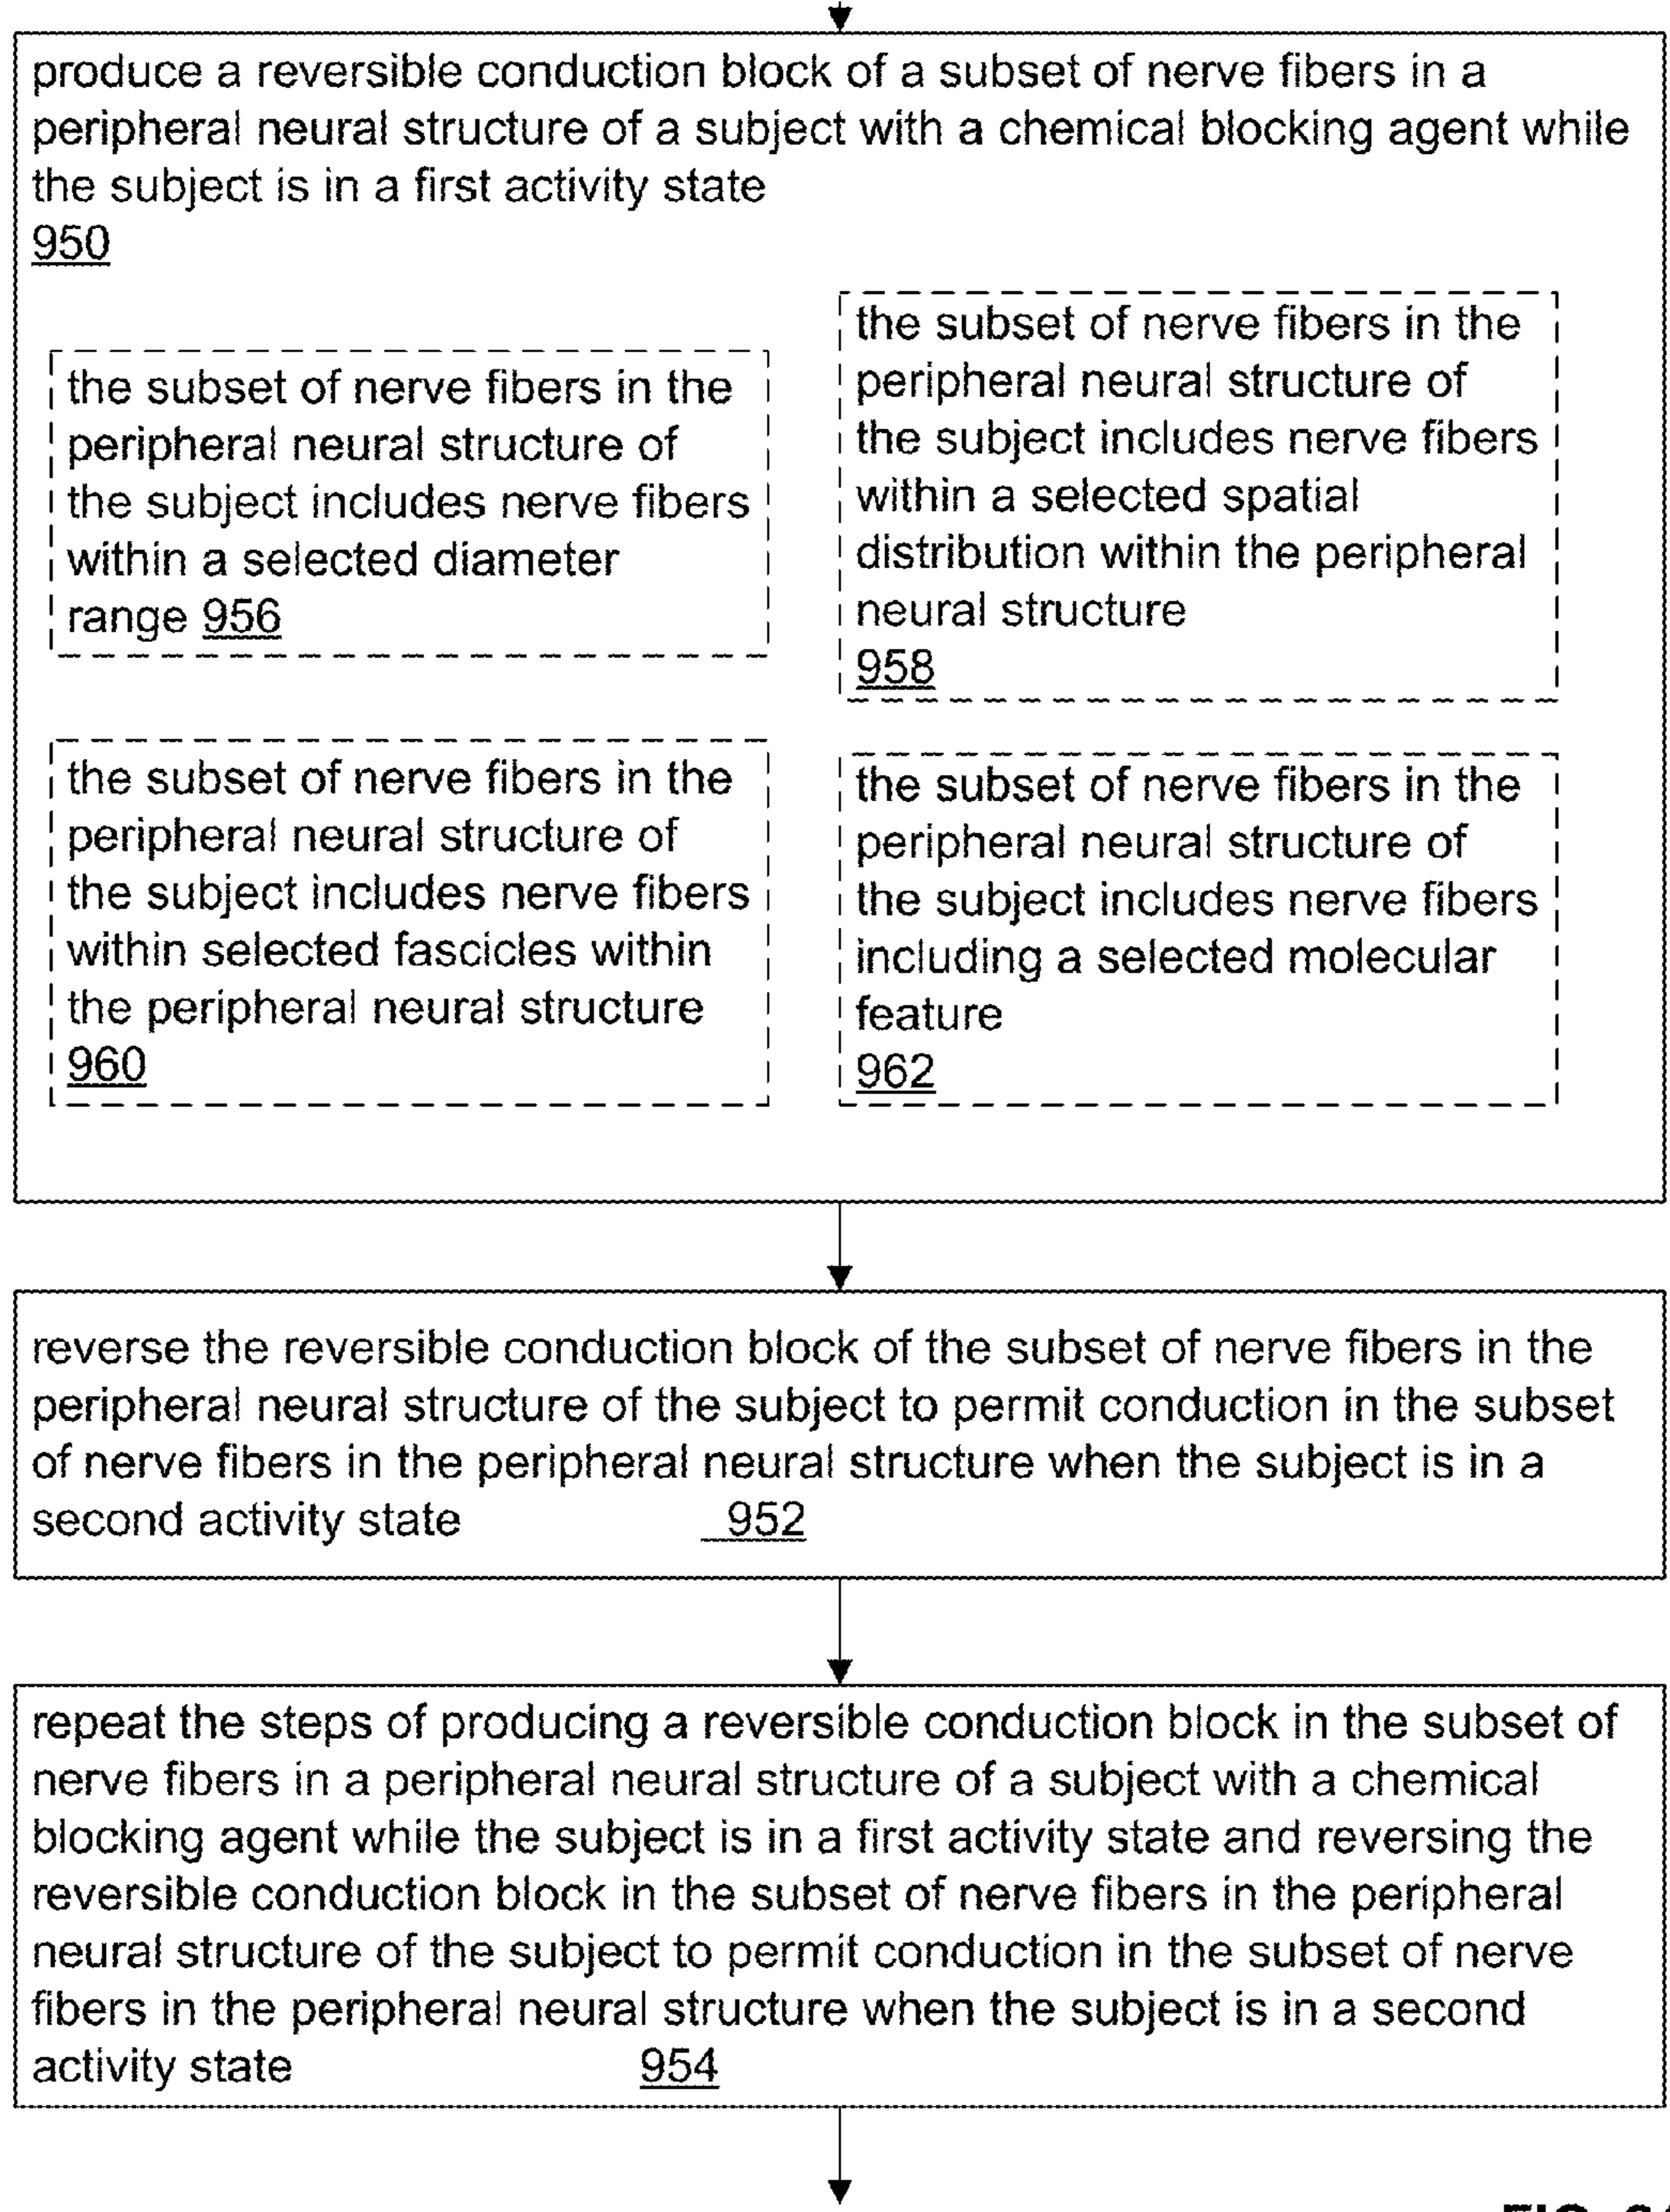 produce a reversible conduction block of a subset of nerve fibers in a
peripheral neural structure of a subject with a chemical blocking agent while
the subject is in a first activity state
950
the subset of nerve fibers in the
peripheral neural structure of
the subject includes nerve fibers
within a selected diameter
range 956
the subset of nerve fibers in the
peripheral neural structure of
the subject includes nerve fibers
within a selected spatial
distribution within the peripheral
neural structure
958
the subset of nerve fibers in the
peripheral neural structure of
the subject includes nerve fibers
within selected fascicles within
the peripheral neural structure
960
the subset of nerve fibers in the
peripheral neural structure of
the subject includes nerve fibers
including a selected molecular
feature
962
reverse the reversible conduction block of the subset of nerve fibers in the
peripheral neural structure of the subject to permit conduction in the subset
of nerve fibers in the peripheral neural structure when the subject is in a
second activity state 952
repeat the steps of producing a reversible conduction block in the subset of
nerve fibers in a peripheral neural structure of a subject with a chemical
blocking agent while the subject is in a first activity state and reversing the
reversible conduction block in the subset of nerve fibers in the peripheral
neural structure of the subject to permit conduction in the subset of nerve
fibers in the peripheral neural structure when the subject is in a second
activity state 954